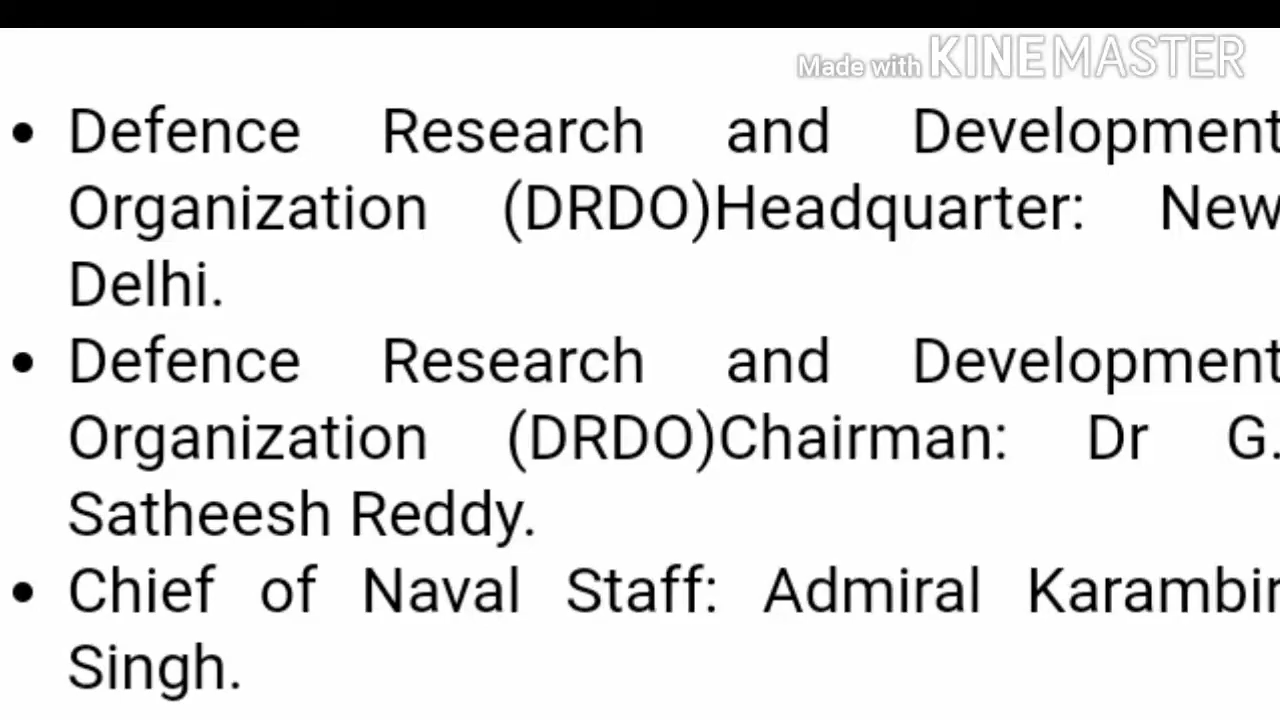 Made with KINEMASTER
• Defence Research and Development
Organization (DRDO)Headquarter: New
Delhi.
• Defence Research and Development
Organization (DRDO)Chairman: Dr G.
Satheesh Reddy.
• Chief of Naval Staff: Admiral Karambir
Singh.